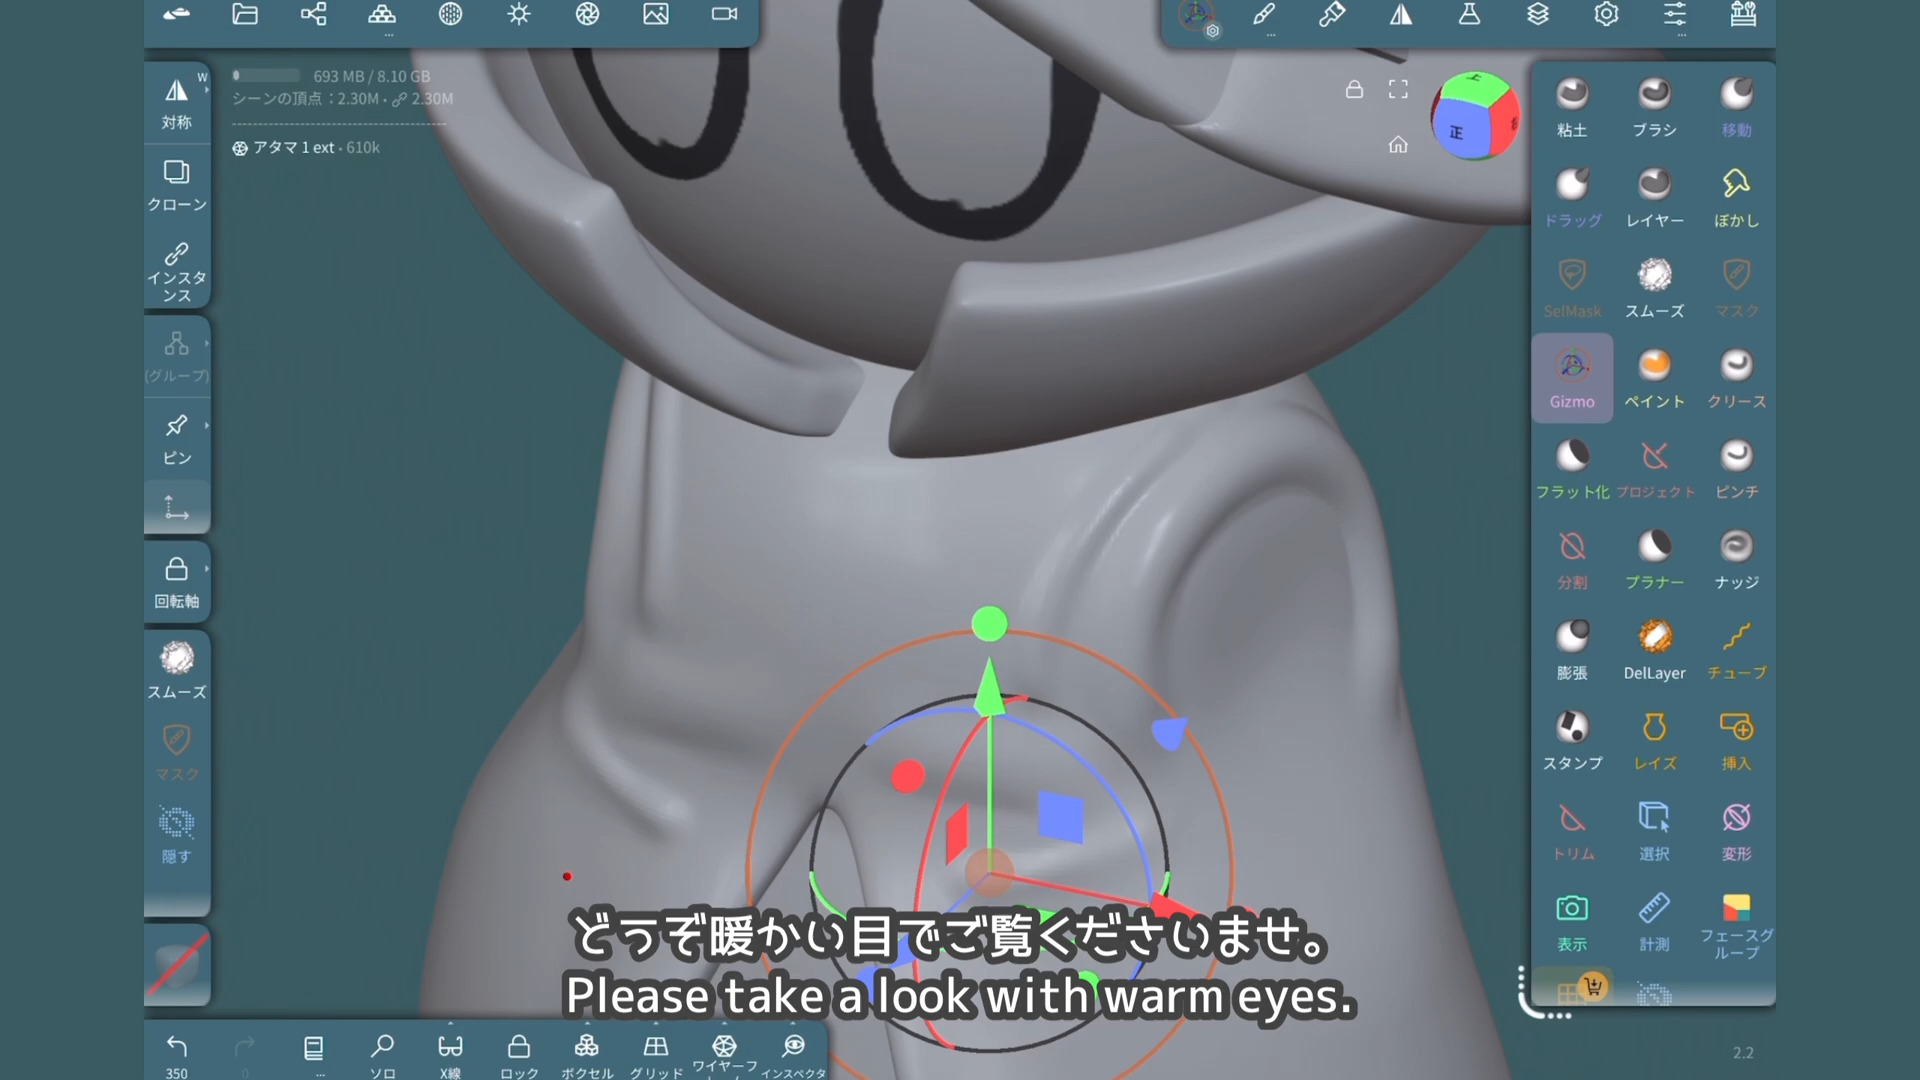 693 MB / 8.10 GB
シーンの頂点：2.30M • 2.30M
アタマ 1 ext • 610k
W
対称
クローン
インスタ
ンス
(グループ)
ピン
回転軸
スムーズ
マスク
隠す
上
正
粘土 ブラシ 移動
ドラッグ レイヤー ぼかし
SelMask スムーズ マスク
Gizmo ペイント クリース
フラット化 プロジェクト ピンチ
分割 プラナー ナッジ
膨張 DelLayer チューブ
スタンプ レイズ 挿入
トリム 選択 変形
表示 計測 フェースグ
ループ
どうぞ暖かい目でご覧くださいませ。
Please take a look with warm eyes.
350 0 ... ソロ X線 ロック ボクセル グリッド ワイヤーフ インスペクタ
2.2